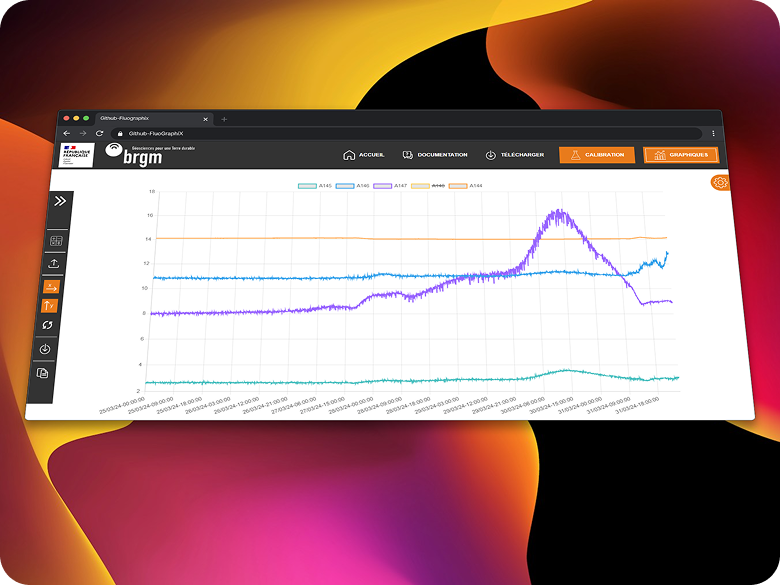 Github-Fluographix
Github-FluoGraphiX
RÉPUBLIQUE
FRANÇAISE
Géosciences pour une Terre durable
brgm
ACCUEIL
DOCUMENTATION
TÉLÉCHARGER
CALIBRATION
GRAPHIQUES
A145
A146
A147
A148
A144
18
16
14
12
10
8
6
4
2
25/03/24-00:00:00
25/03/24-09:00:00
25/03/24-18:00:00
26/03/24-03:00:00
26/03/24-12:00:00
26/03/24-21:00:00
27/03/24-06:00:00
27/03/24-15:00:00
28/03/24-00:00:00
28/03/24-09:00:00
28/03/24-18:00:00
29/03/24-03:00:00
29/03/24-12:00:00
29/03/24-21:00:00
30/03/24-06:00:00
30/03/24-15:00:00
31/03/24-00:00:00
31/03/24-09:00:00
31/03/24-18:00:00